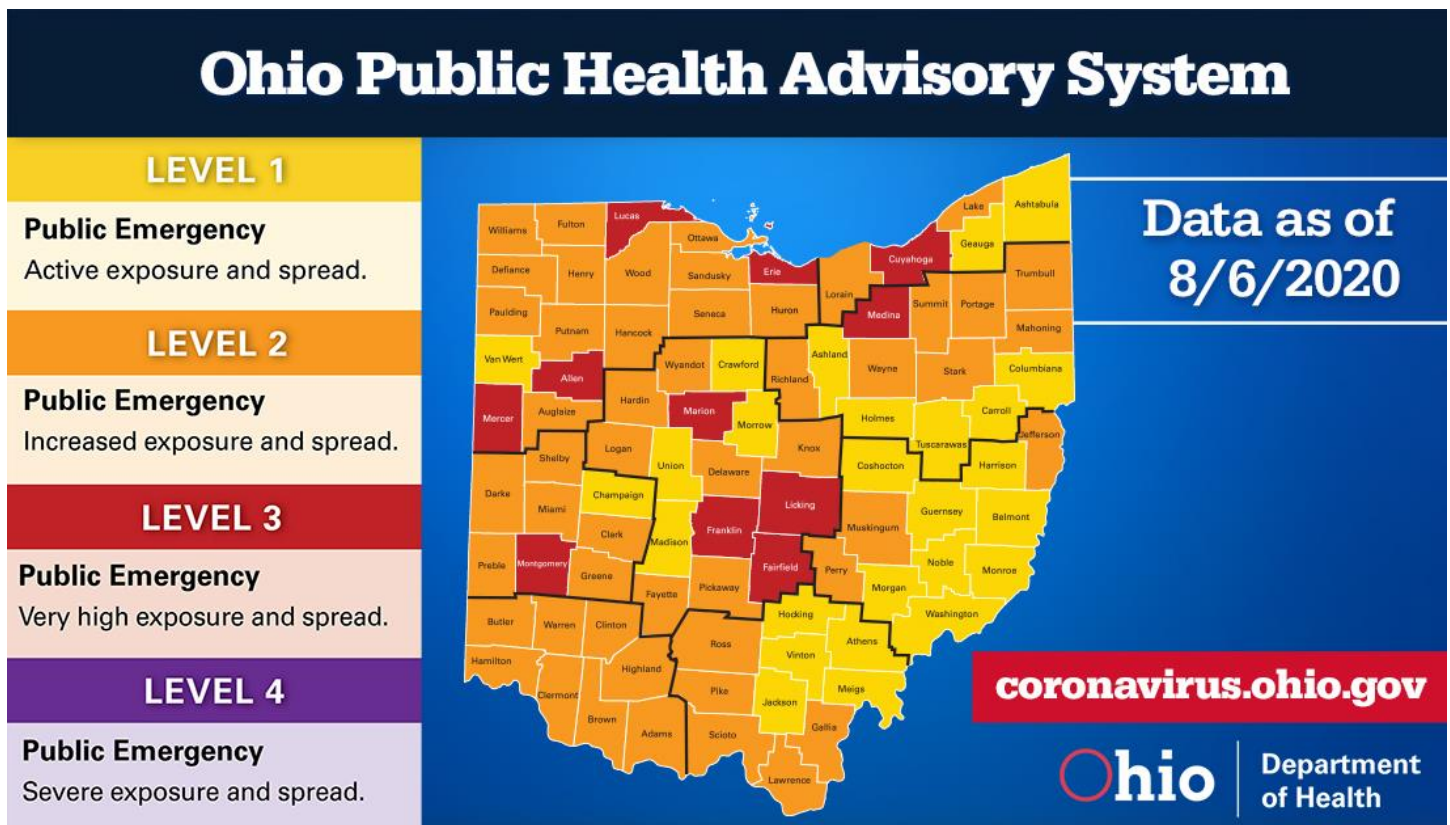 Ohio Public Health Advisory System
LEVEL 1
Public Emergency
Active exposure and spread.
LEVEL 2
Public Emergency
Increased exposure and spread.
LEVEL 3
Public Emergency
Very high exposure and spread.
LEVEL 4
Public Emergency
Severe exposure and spread.
Data as of
8/6/2020
Williams
Fulton
Lucas
Ottawa
Lake
Ashtabula
Geauga
Cuyahoga
Defiance
Henry
Wood
Sandusky
Erie
Lorain
Trumbull
Paulding
Putnam
Hancock
Seneca
Huron
Medina
Summit
Portage
Mahoning
Van Wert
Allen
Wyandot
Crawford
Richland
Ashland
Wayne
Stark
Columbiana
Mercer
Auglaize
Hardin
Marion
Morrow
Holmes
Tuscarawas
Carroll
Jefferson
Shelby
Logan
Union
Delaware
Knox
Coshocton
Harrison
Darke
Miami
Champaign
Clark
Madison
Franklin
Licking
Muskingum
Guernsey
Belmont
Preble
Montgomery
Greene
Fayette
Pickaway
Fairfield
Perry
Morgan
Noble
Monroe
Washington
Butler
Warren
Clinton
Ross
Hocking
Athens
Vinton
Hamilton
Clermont
Highland
Pike
Jackson
Meigs
Brown
Adams
Scioto
Gallia
Lawrence
coronavirus.ohio.gov
Ohio
Department
of Health